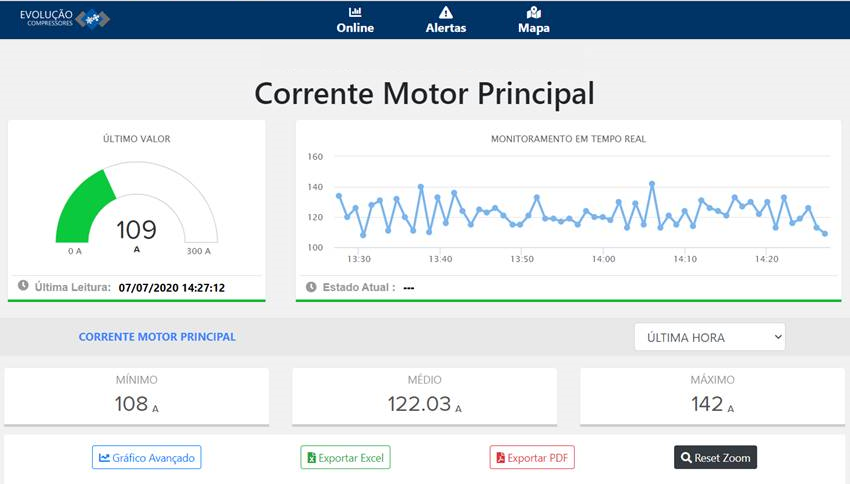 EVOLUÇÃO
COMPRESSORES
Online
Alertas
Mapa
Corrente Motor Principal
ÚLTIMO VALOR
109
A
0 A
300 A
Última Leitura: 07/07/2020 14:27:12
MONITORAMENTO EM TEMPO REAL
160
140
120
100
13:30 13:40 13:50 14:00 14:10 14:20
Estado Atual : ---
CORRENTE MOTOR PRINCIPAL
ÚLTIMA HORA
MÍNIMO
108 A
MÉDIO
122.03 A
MÁXIMO
142 A
Gráfico Avançado
Exportar Excel
Exportar PDF
Reset Zoom